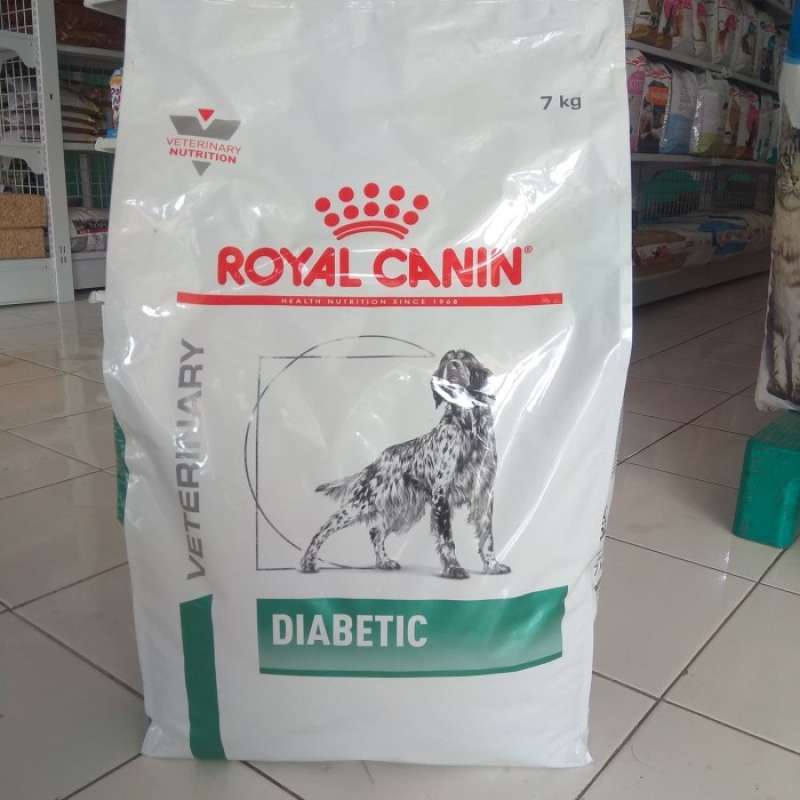 7 kg
VETERINARY
NUTRITION
ROYAL CANIN®
HEALTH NUTRITION SINCE 1968
VETERINARY
DIABETIC